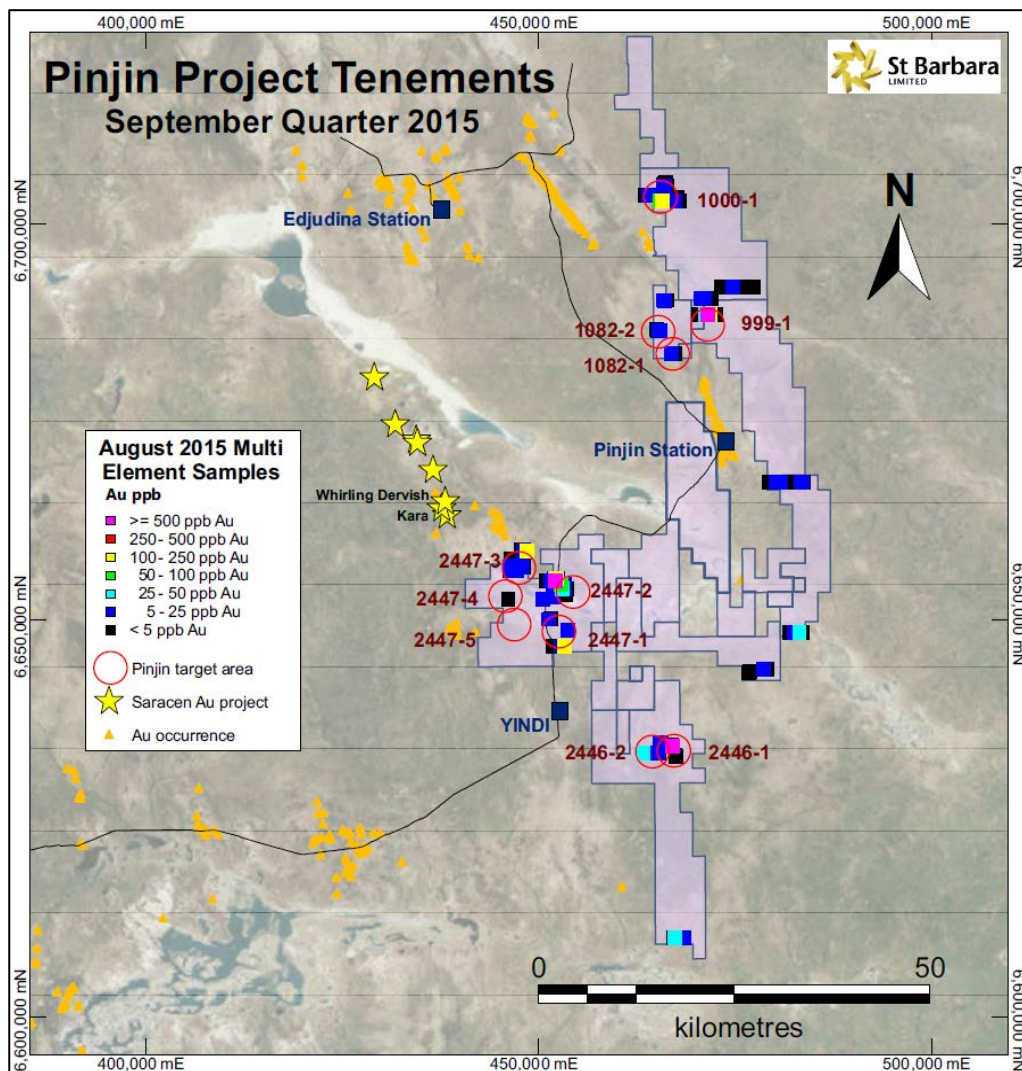 400,000 mE
450,000 mE
500,000 mE
Pinjin Project Tenements
September Quarter 2015
St Barbara
LIMITED
6,700,000 mN
6,700,000 mN
N
Edjudina Station
1000-1
1082-2
999-1
1082-1
Pinjin Station
August 2015 Multi
Element Samples
Au ppb
>= 500 ppb Au
250 - 500 ppb Au
100 - 250 ppb Au
50 - 100 ppb Au
25 - 50 ppb Au
5 - 25 ppb Au
< 5 ppb Au
Pinjin target area
Saracen Au project
Au occurrence
Whirling Dervish
Kara
2447-3
2447-4
2447-2
2447-5
2447-1
6,650,000 mN
6,650,000 mN
YINDI
2446-2
2446-1
0
50
kilometres
6,600,000 mN
6,600,000 mN
400,000 mE
450,000 mE
500,000 mE